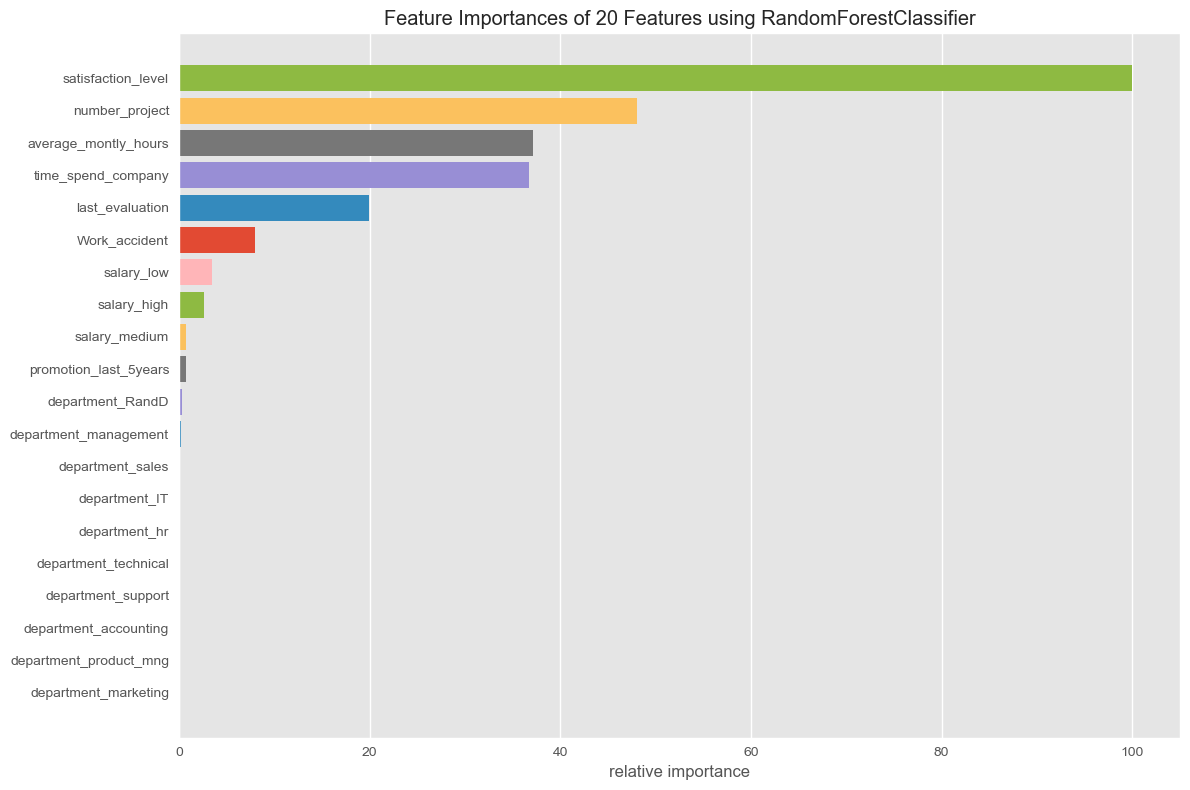 Feature Importances of 20 Features using RandomForestClassifier
satisfaction_level
number_project
average_montly_hours
time_spend_company
last_evaluation
Work_accident
salary_low
salary_high
salary_medium
promotion_last_5years
department_RandD
department_management
department_sales
department_IT
department_hr
department_technical
department_support
department_accounting
department_product_mng
department_marketing
0 20 40 60 80 100
relative importance